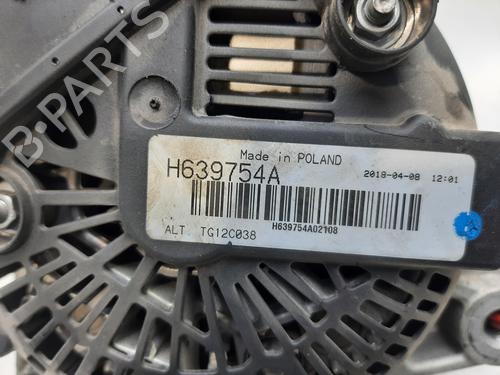 Made in POLAND
H639754A
2018-04-08 12:01
ALT TG12C038
H639754A02108
B-PARTS